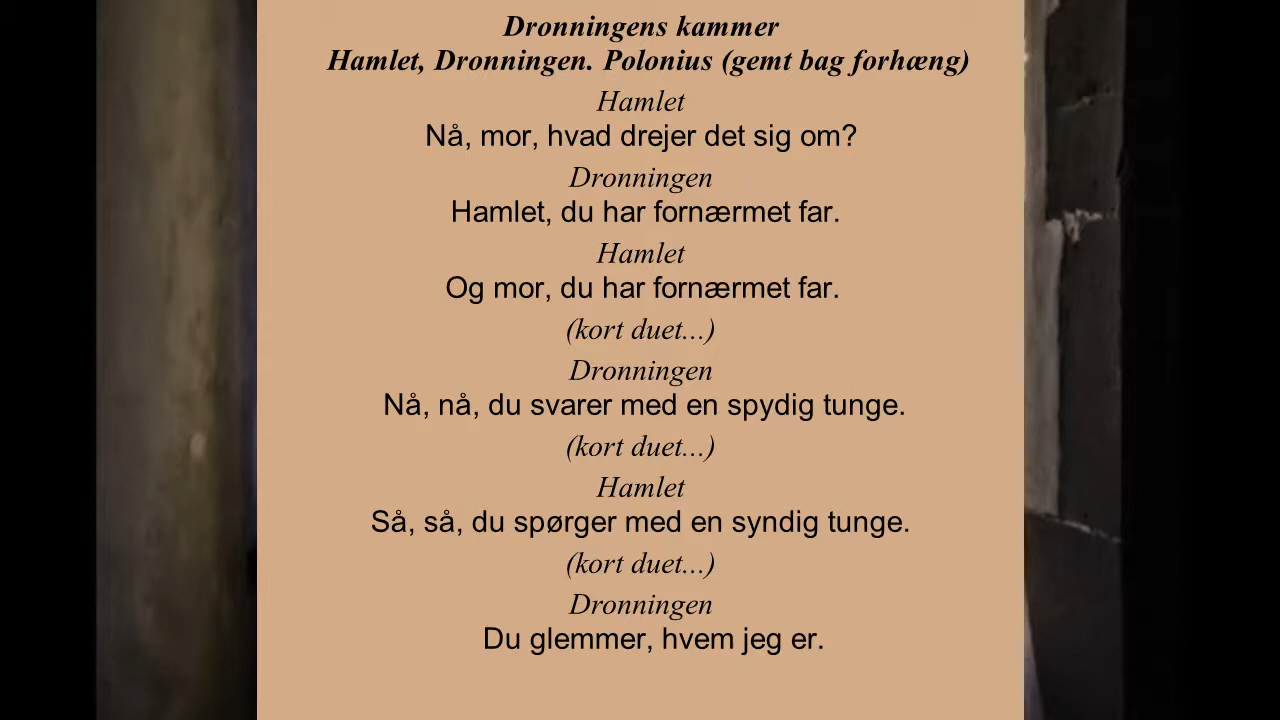 Dronningens kammer
Hamlet, Dronningen. Polonius (gemt bag forhæng)
Hamlet
Nå, mor, hvad drejer det sig om?
Dronningen
Hamlet, du har fornærmet far.
Hamlet
Og mor, du har fornærmet far.
(kort duet...)
Dronningen
Nå, nå, du svarer med en spydig tunge.
(kort duet...)
Hamlet
Så, så, du spørger med en syndig tunge.
(kort duet...)
Dronningen
Du glemmer, hvem jeg er.